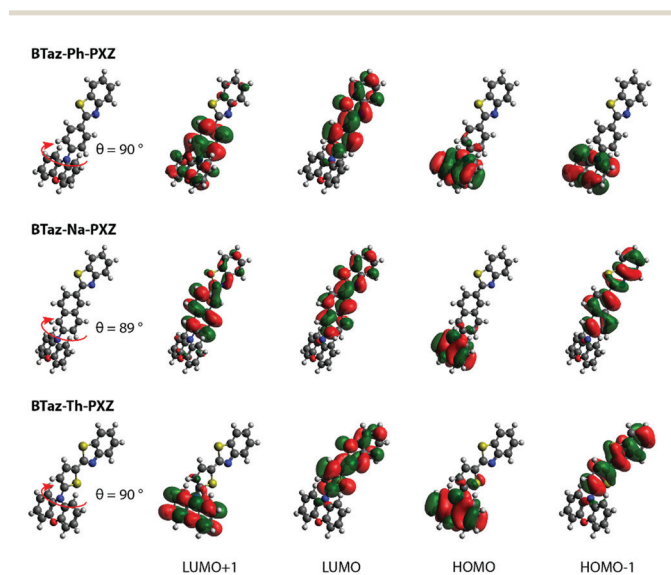 BTaz-Ph-PXZ
θ = 90 °
BTaz-Na-PXZ
θ = 89 °
BTaz-Th-PXZ
θ = 90 °
LUMO+1 LUMO HOMO HOMO-1